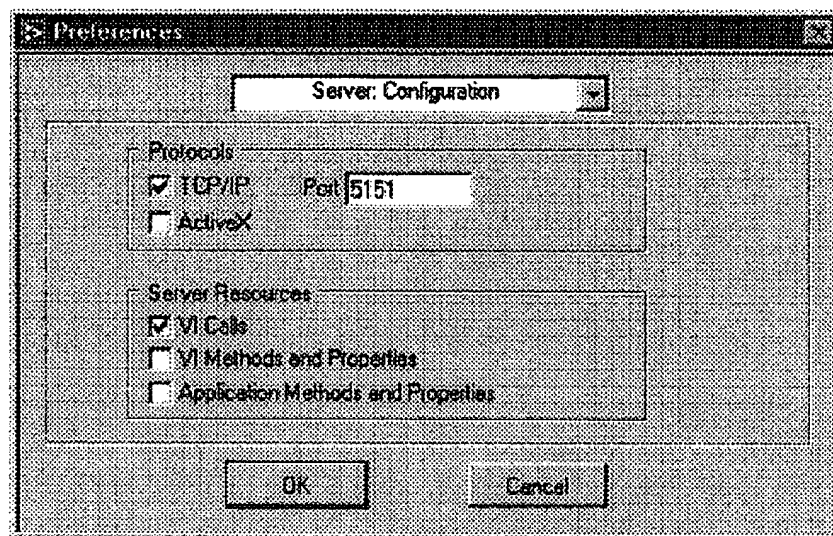 Preferences
Server: Configuration
Protocols
TCP/IP Port 5151
ActiveX
Server Resources
VI Calls
VI Methods and Properties
Application Methods and Properties
OK Cancel